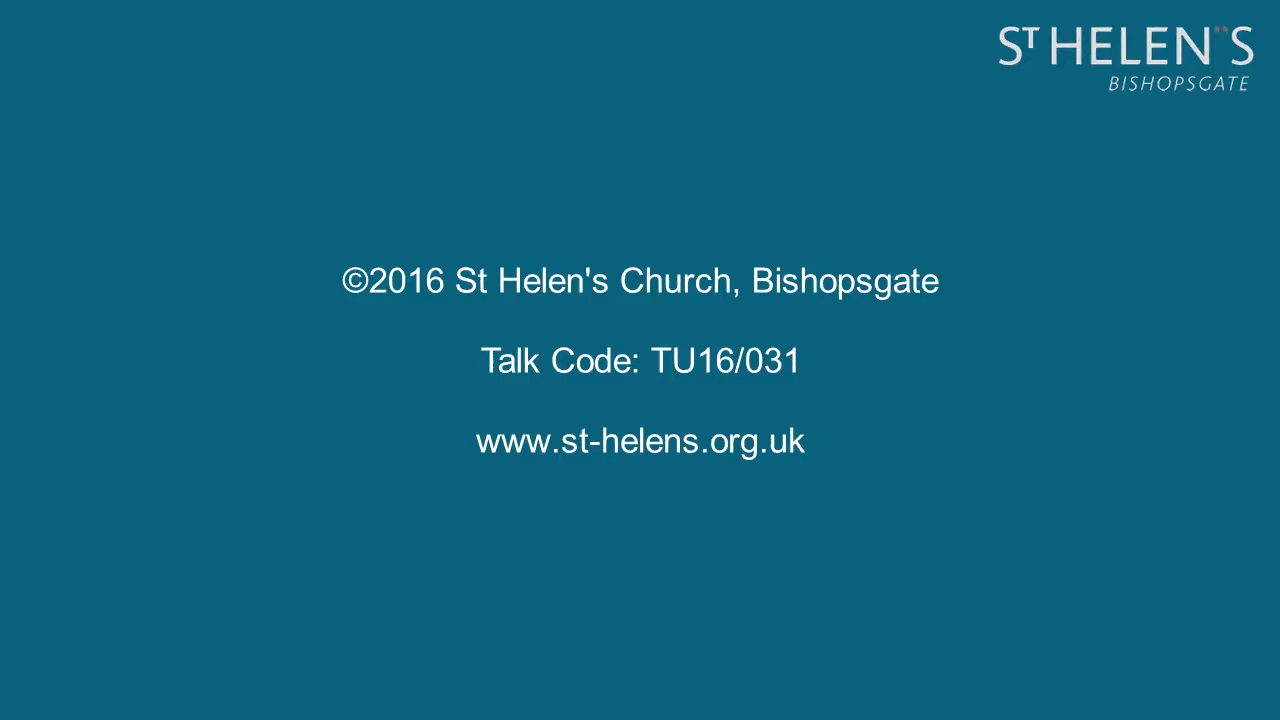 ST HELEN'S
BISHOPSGATE
©2016 St Helen's Church, Bishopsgate
Talk Code: TU16/031
www.st-helens.org.uk